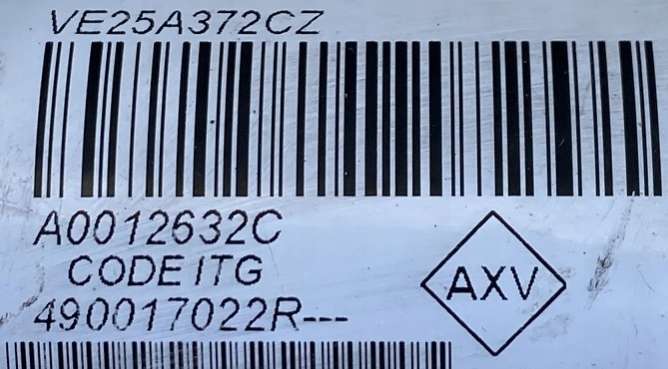 VE25A372CZ
A0012632C
CODE ITG
AXV
490017022R---